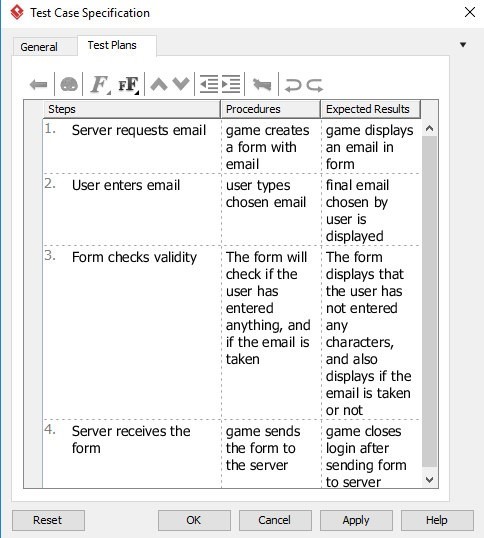 Test Case Specification
General
Test Plans
Steps
Procedures
Expected Results
1.
Server requests email
game creates
a form with
email
game displays
an email in
form
2.
User enters email
user types
chosen email
final email
chosen by
user is
displayed
3.
Form checks validity
The form will
check if the
user has
entered
anything, and
if the email is
taken
The form
displays that
the user has
not entered
any
characters,
and also
displays if the
email is taken
or not
4.
Server receives the
form
game sends
the form to
the server
game closes
login after
sending form
to server
Reset
OK
Cancel
Apply
Help